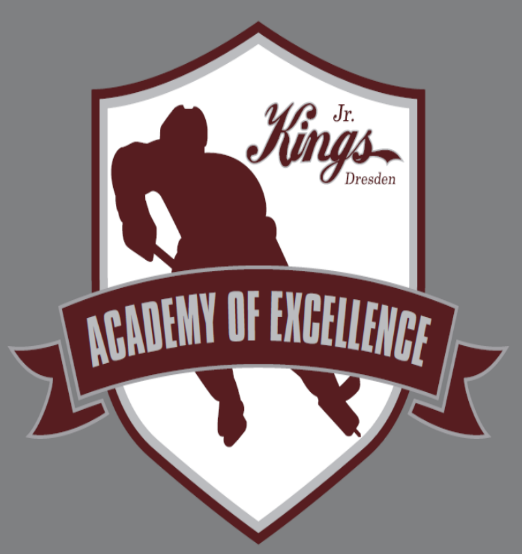 Jr.
Kings
Dresden
ACADEMY OF EXCELLENCE